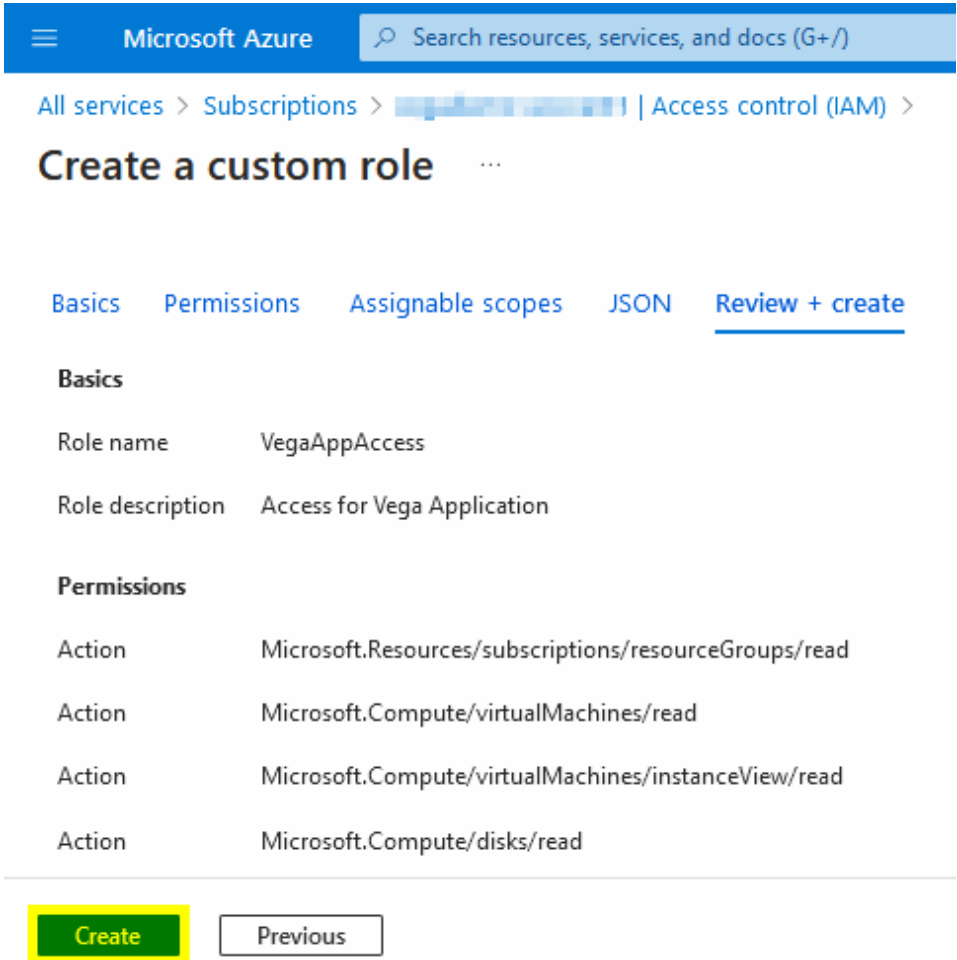 Microsoft Azure Search resources, services, and docs (G+/)
All services > Subscriptions > | Access control (IAM) >
Create a custom role ...
Basics Permissions Assignable scopes JSON Review + create
Basics
Role name VegaAppAccess
Role description Access for Vega Application
Permissions
Action Microsoft.Resources/subscriptions/resourceGroups/read
Action Microsoft.Compute/virtualMachines/read
Action Microsoft.Compute/virtualMachines/instanceView/read
Action Microsoft.Compute/disks/read
Create Previous